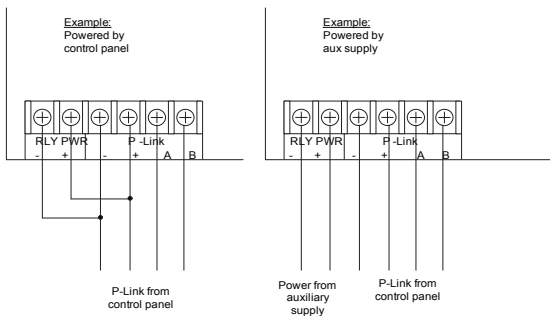 Example:
Powered by
control panel
RLY PWR P -Link
- + - + A B
P-Link from
control panel
Example:
Powered by
aux supply
RLY PWR P -Link
- + - + A B
Power from
auxiliary
supply
P-Link from
control panel